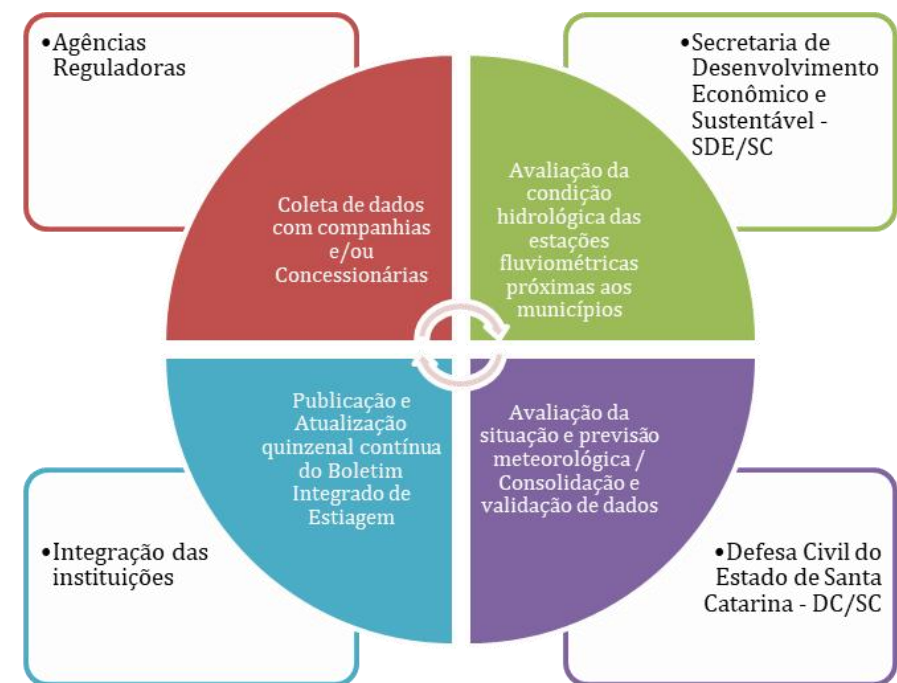 •Agências
Reguladoras
Coleta de dados
com companhias
e/ou
Concessionárias
•Secretaria de
Desenvolvimento
Econômico e
Sustentável -
SDE/SC
Avaliação da
condição
hidrológica das
estações
fluviométricas
próximas aos
municípios
Avaliação da
situação e previsão
meteorológica /
Consolidação e
validação de dados
•Defesa Civil do
Estado de Santa
Catarina - DC/SC
Publicação e
Atualização
quinzenal contínua
do Boletim
Integrado de
Estiagem
•Integração das
instituições